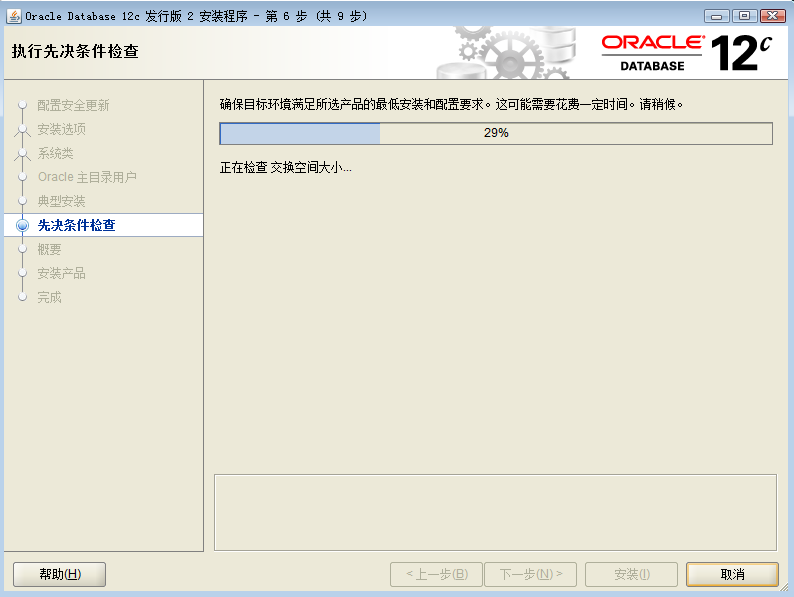 Oracle Database 12c 发行版 2 安装程序 - 第 6 步 (共 9 步)
执行先决条件检查
ORACLE®
DATABASE
12c
配置安全更新
安装选项
系统类
Oracle 主目录用户
典型安装
先决条件检查
概要
安装产品
完成
确保目标环境满足所选产品的最低安装和配置要求。这可能需要花费一定时间。请稍候。
29%
正在检查 交换空间大小...
帮助(H)
< 上一步(B)
下一步(N) >
安装(I)
取消